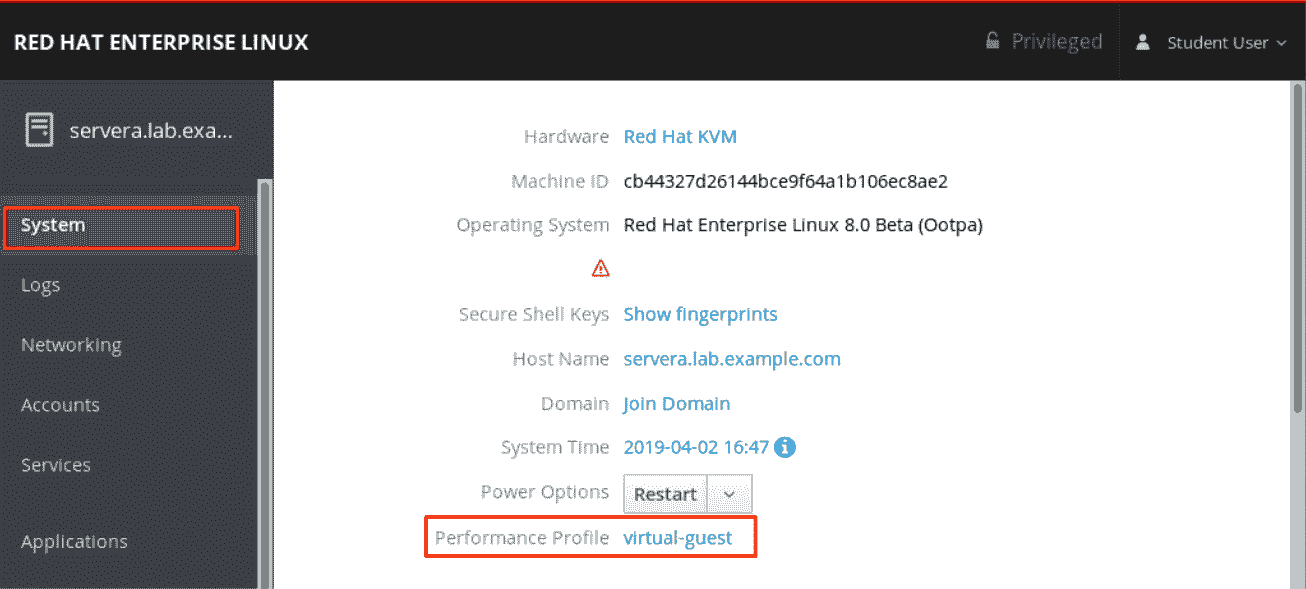 RED HAT ENTERPRISE LINUX
Privileged
Student User
servera.lab.exa...
System
Logs
Networking
Accounts
Services
Applications
Hardware Red Hat KVM
Machine ID cb44327d26144bce9f64a1b106ec8ae2
Operating System Red Hat Enterprise Linux 8.0 Beta (Ootpa)
Secure Shell Keys Show fingerprints
Host Name servera.lab.example.com
Domain Join Domain
System Time 2019-04-02 16:47
Power Options Restart
Performance Profile virtual-guest